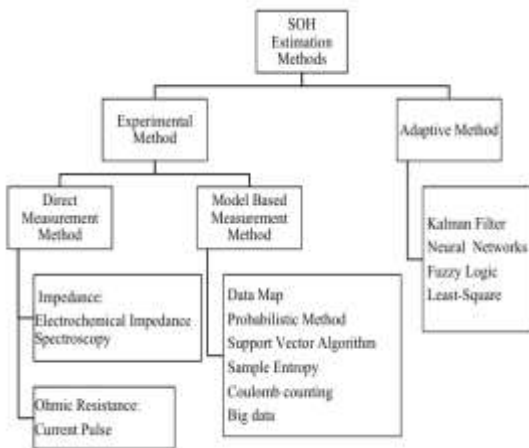 SOH
Estimation
Methods
Experimental
Method
Adaptive Method
Direct
Measurement
Method
Model Based
Measurement
Method
Kalman Filter
Neural Networks
Fuzzy Logic
Least-Square
Impedance:
Electrochemical Impedance
Spectroscopy
Data Map
Probabilistic Method
Support Vector Algorithm
Sample Entropy
Coulomb counting
Big data
Ohmic Resistance:
Current Pulse